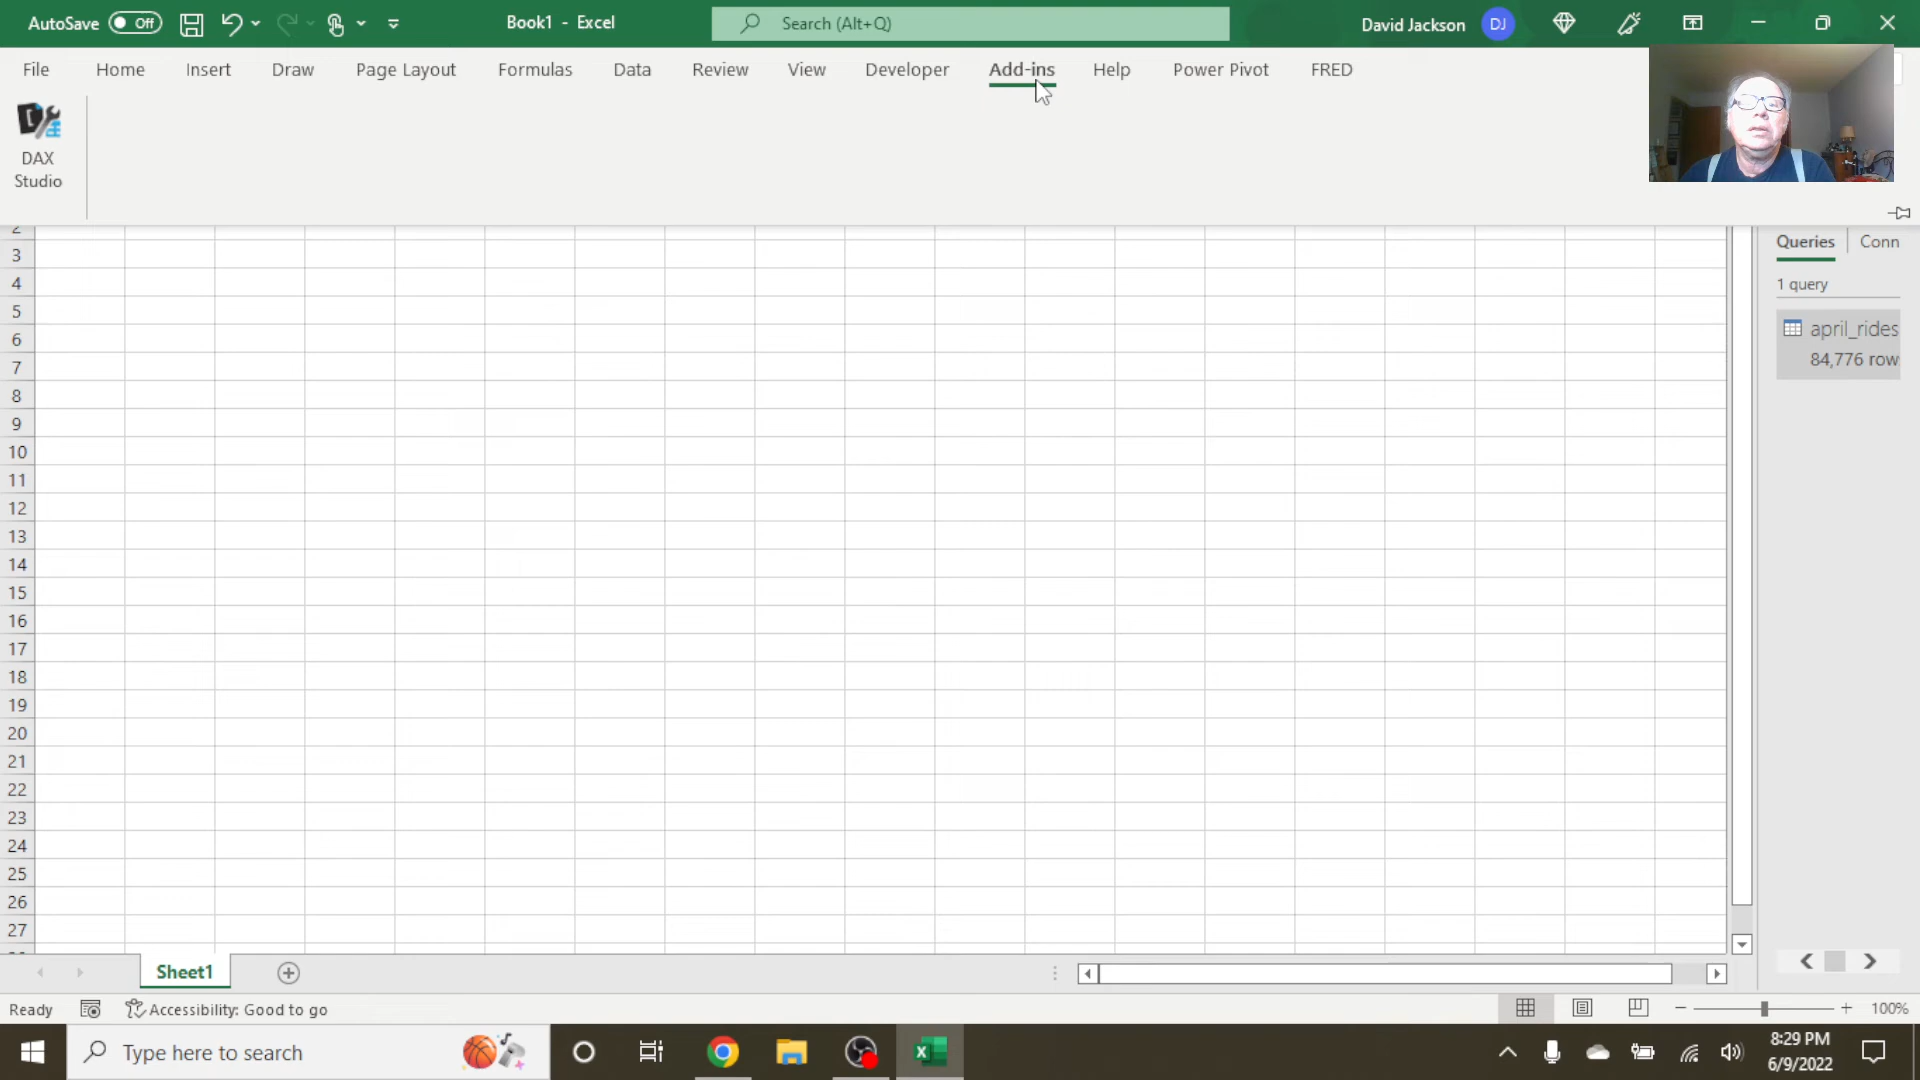 AutoSave Off Book1 - Excel Search (Alt+Q) David Jackson DJ
File Home Insert Draw Page Layout Formulas Data Review View Developer Add-ins Help Power Pivot FRED
DAX
Studio
2
3
4
5
6
7
8
9
10
11
12
13
14
15
16
17
18
19
20
21
22
23
24
25
26
27
Queries Conn
1 query
april_rides
84,776 row
Sheet1
Ready Accessibility: Good to go 100%
Type here to search
8:29 PM
6/9/2022